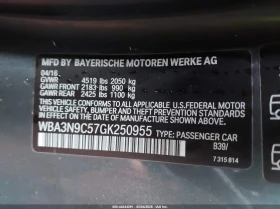 MFD. BY BAYERISCHE MOTOREN WERKE AG
04/16
GVWR 4519 LBS 2050 KG
GAWR FRONT 2183 LBS 990 KG
GAWR REAR 2425 LBS 1100 KG
THIS VEHICLE CONFORMS TO ALL APPLICABLE U.S. FEDERAL MOTOR
VEHICLE SAFETY, BUMPER, AND THEFT PREVENTION STANDARDS
IN EFFECT ON THE DATE OF MANUFACTURE SHOWN ABOVE.
WBA3N9C57GK250955 TYPE: PASSENGER CAR
B39/
7 315 814